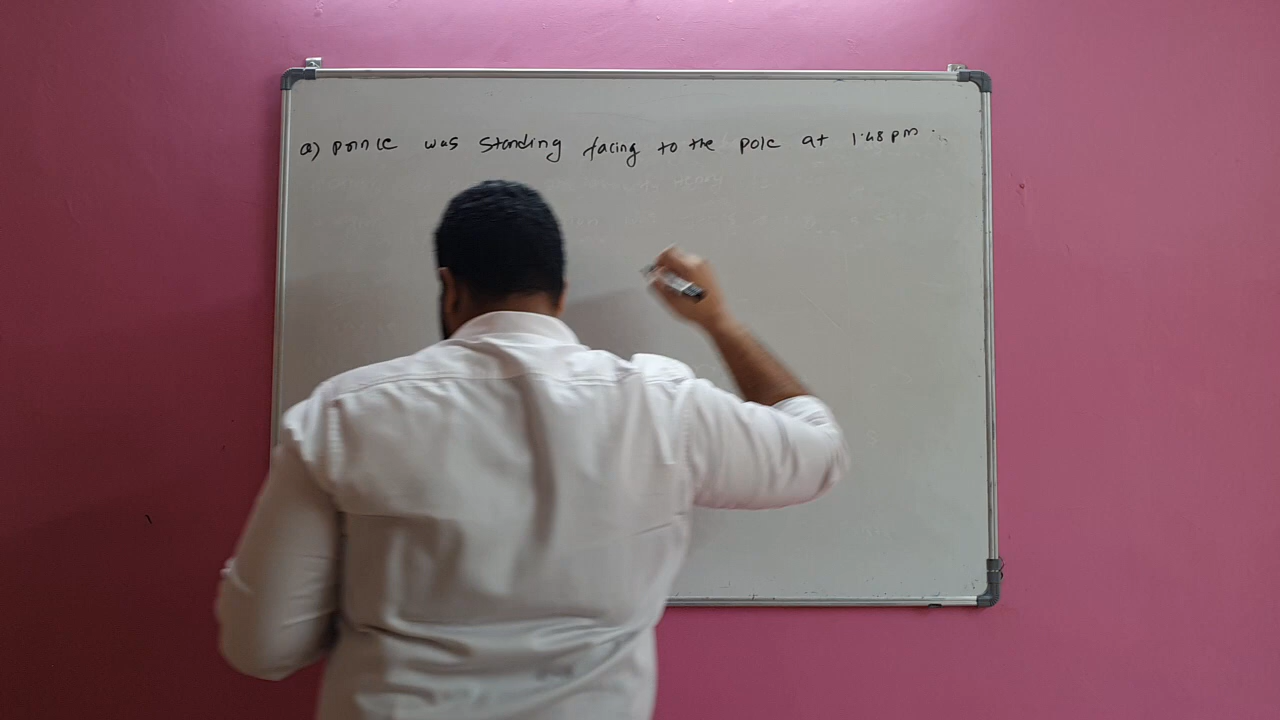 Q) Prince was standing facing to the pole at 1:48 pm.